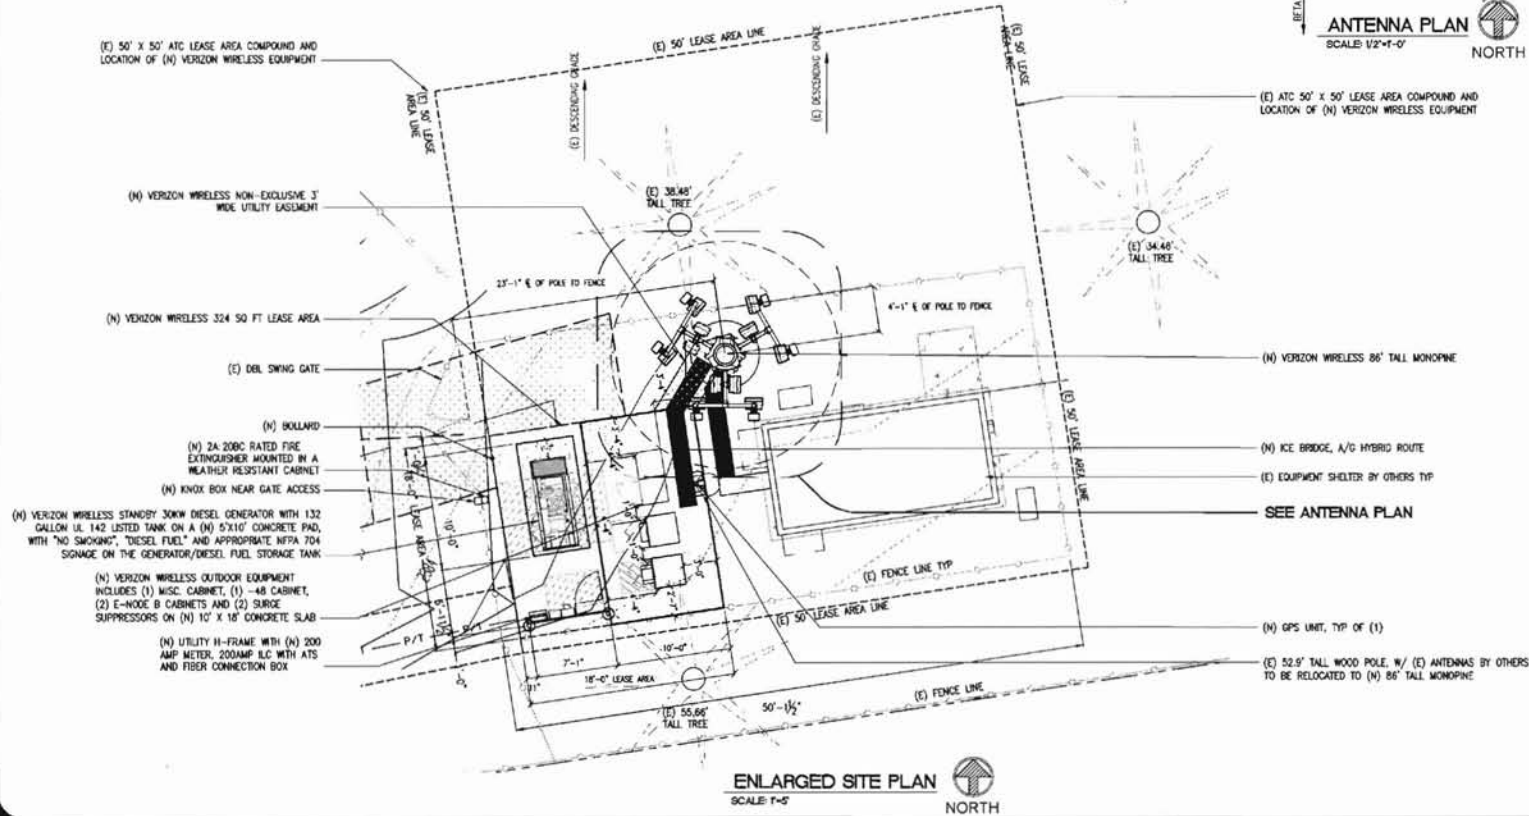 (E) 50' X 50' ATC LEASE AREA COMPOUND AND
LOCATION OF (N) VERIZON WIRELESS EQUIPMENT
(N) VERIZON WIRELESS NON-EXCLUSIVE 3'
WIDE UTILITY EASEMENT
(N) VERIZON WIRELESS 324 SQ FT LEASE AREA
(E) DBL SWING GATE
(N) BOLLARD
(N) 2A:20BC RATED FIRE
EXTINGUISHER MOUNTED IN A
WEATHER RESISTANT CABINET
(N) KNOX BOX NEAR GATE ACCESS
(N) VERIZON WIRELESS STANDBY 30KW DIESEL GENERATOR WITH 132
GALLON UL 142 LISTED TANK ON A (N) 5'X10' CONCRETE PAD,
WITH "NO SMOKING", "DIESEL FUEL" AND APPROPRIATE NFPA 704
SIGNAGE ON THE GENERATOR/DIESEL FUEL STORAGE TANK
(N) VERIZON WIRELESS OUTDOOR EQUIPMENT
INCLUDES (1) MISC. CABINET, (1) -48 CABINET,
(2) E-NODE B CABINETS AND (2) SURGE
SUPPRESSORS ON (N) 10' X 18' CONCRETE SLAB
(N) UTILITY H-FRAME WITH (N) 200
AMP METER, 200AMP ILC WITH ATS
AND FIBER CONNECTION BOX
(E) 50' LEASE AREA LINE
(E) 50' LEASE
AREA LINE
(E) 50' LEASE
AREA LINE
(E) DESCENDING GRADE
(E) DESCENDING GRADE
(E) 38.48'
TALL TREE
(E) 34.48'
TALL TREE
23'-1" ℄ OF POLE TO FENCE
4'-1" ℄ OF POLE TO FENCE
(E) 50' LEASE AREA LINE
18'-0" LEASE AREA
10'-0"
P/T
P/T
(E) FENCE LINE TYP
(E) 50' LEASE AREA LINE
7'-1"
10'-0"
18'-0" LEASE AREA
11"
(E) 55.66'
TALL TREE
50'-1½"
(E) FENCE LINE
RETA
ANTENNA PLAN
SCALE: 1/2"=1'-0"
NORTH
(E) ATC 50' X 50' LEASE AREA COMPOUND AND
LOCATION OF (N) VERIZON WIRELESS EQUIPMENT
(N) VERIZON WIRELESS 86' TALL MONOPINE
(N) ICE BRIDGE, A/G HYBRID ROUTE
(E) EQUIPMENT SHELTER BY OTHERS TYP
SEE ANTENNA PLAN
(N) GPS UNIT, TYP OF (1)
(E) 52.9' TALL WOOD POLE, W/ (E) ANTENNAS BY OTHERS
TO BE RELOCATED TO (N) 86' TALL MONOPINE
ENLARGED SITE PLAN
SCALE: 1"=5'
NORTH